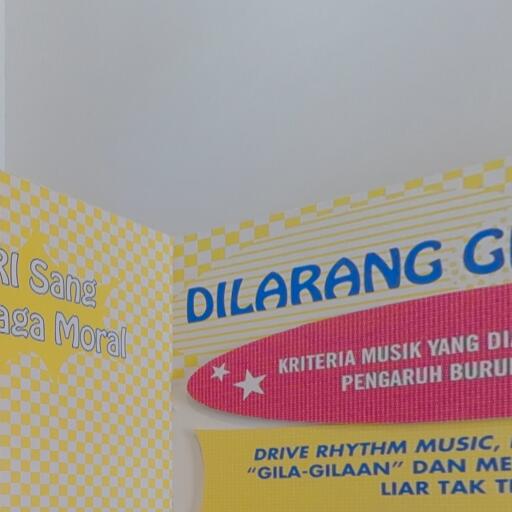 RI Sang
aga Moral
DILARANG G
KRITERIA MUSIK YANG DI
PENGARUH BURU
DRIVE RHYTHM MUSIC,
"GILA-GILAAN" DAN ME
LIAR TAK T